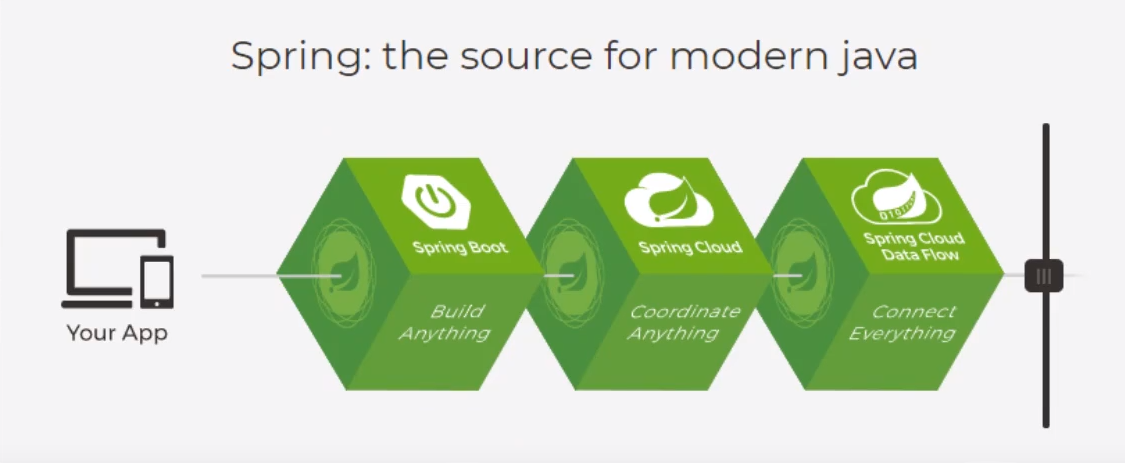 Spring: the source for modern java
Your App
Spring Boot
Build
Anything
Spring Cloud
Coordinate
Anything
Spring Cloud
Data Flow
Connect
Everything